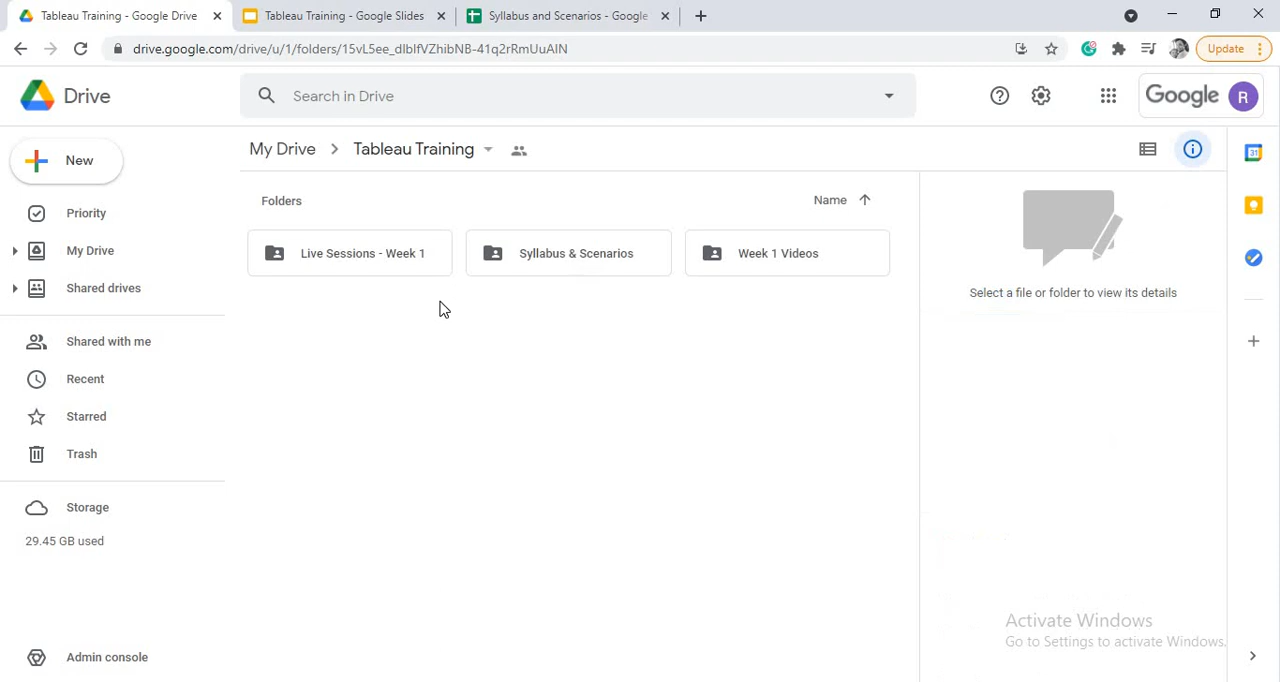 Tableau Training - Google Drive
Tableau Training - Google Slides
Syllabus and Scenarios - Google
drive.google.com/drive/u/1/folders/15vL5ee_dlblfVZhibNB-41q2rRmUuAlN
Update
Drive
Search in Drive
Google
R
New
My Drive
Tableau Training
Priority
My Drive
Shared drives
Shared with me
Recent
Starred
Trash
Storage
29.45 GB used
Admin console
Folders
Name
Live Sessions - Week 1
Syllabus & Scenarios
Week 1 Videos
Select a file or folder to view its details
31
Activate Windows
Go to Settings to activate Windows.